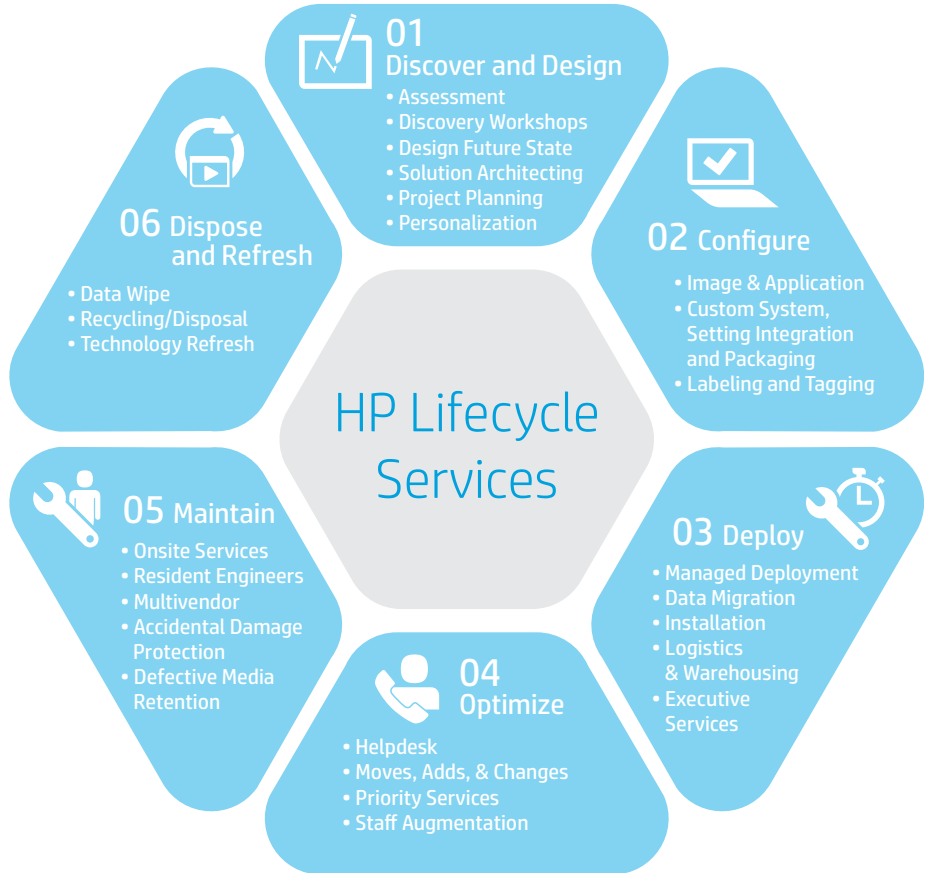 01
Discover and Design
• Assessment
• Discovery Workshops
• Design Future State
• Solution Architecting
• Project Planning
• Personalization
02 Configure
• Image & Application
• Custom System,
Setting Integration
and Packaging
• Labeling and Tagging
03 Deploy
• Managed Deployment
• Data Migration
• Installation
• Logistics
& Warehousing
• Executive
Services
04
Optimize
• Helpdesk
• Moves, Adds, & Changes
• Priority Services
• Staff Augmentation
05 Maintain
• Onsite Services
• Resident Engineers
• Multivendor
• Accidental Damage
Protection
• Defective Media
Retention
06 Dispose
and Refresh
• Data Wipe
• Recycling/Disposal
• Technology Refresh
HP Lifecycle
Services